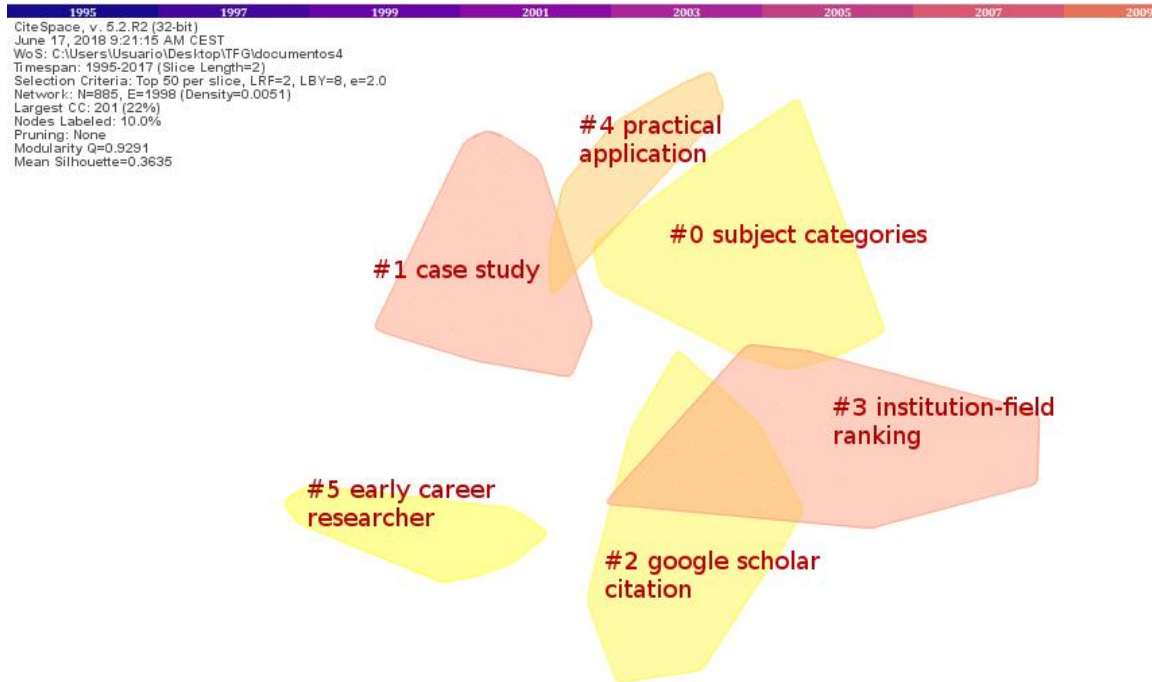 1995 1997 1999 2001 2003 2005 2007 2009
CiteSpace, v. 5.2.R2 (32-bit)
June 17, 2018 9:21:15 AM CEST
WoS: C:\Users\Usuario\Desktop\TFG\documentos4
Timespan: 1995-2017 (Slice Length=2)
Selection Criteria: Top 50 per slice, LRF=2, LBY=8, e=2.0
Network: N=885, E=1998 (Density=0.0051)
Largest CC: 201 (22%)
Nodes Labeled: 10.0%
Pruning: None
Modularity Q=0.9291
Mean Silhouette=0.3635
#4 practical
application
#0 subject categories
#1 case study
#3 institution-field
ranking
#5 early career
researcher
#2 google scholar
citation